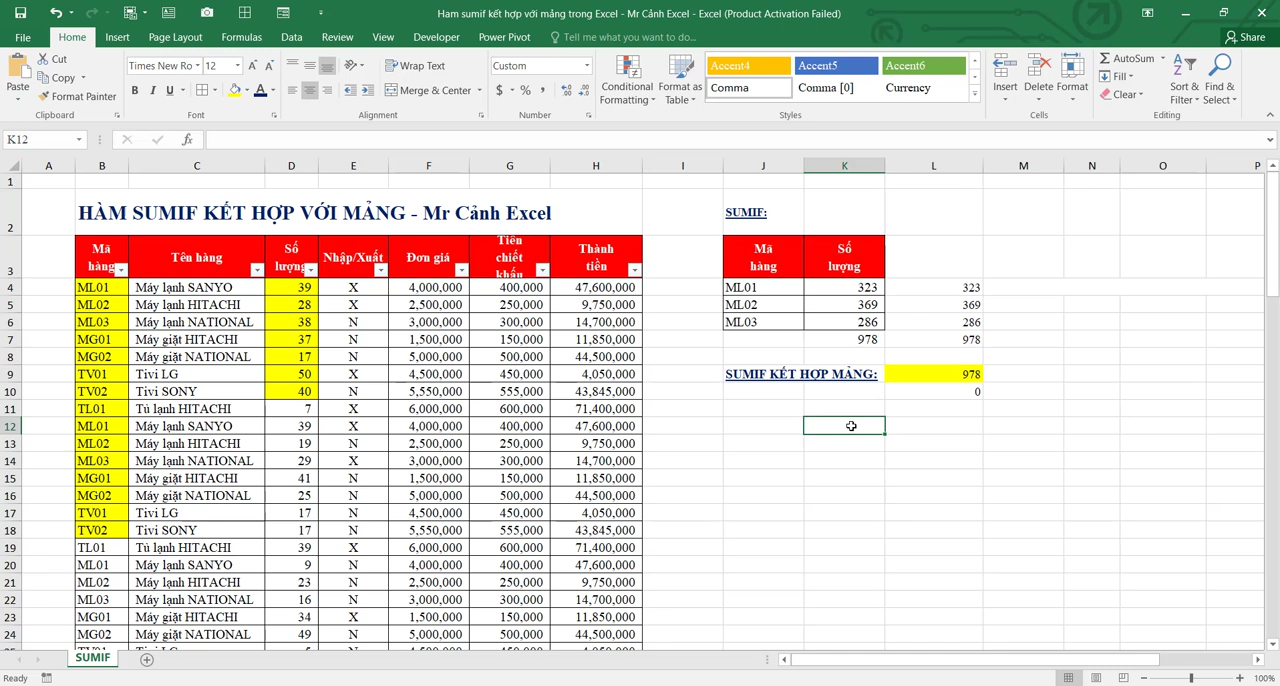 Ham sumif kết hợp với mảng trong Excel - Mr Cảnh Excel - Excel (Product Activation Failed)
File Home Insert Page Layout Formulas Data Review View Developer Power Pivot Tell me what you want to do... Share
Paste Cut Copy Format Painter Clipboard
Times New Ro 12 A A B I U A Font
Wrap Text Merge & Center Alignment
Custom $ % , Number
Conditional Formatting Format as Table
Accent4 Accent5 Accent6
Comma Comma [0] Currency
Styles
Insert Delete Format Cells
AutoSum Fill Clear Sort & Filter Find & Select Editing
K12 fx
A B C D E F G H I J K L M N O P
1
2 HÀM SUMIF KẾT HỢP VỚI MẢNG - Mr Cảnh Excel SUMIF:
3 Mã hàng Tên hàng Số lượng Nhập/Xuất Đơn giá Tiền chiết khấu Thành tiền Mã hàng Số lượng
4 ML01 Máy lạnh SANYO 39 X 4,000,000 400,000 47,600,000 ML01 323 323
5 ML02 Máy lạnh HITACHI 28 X 2,500,000 250,000 9,750,000 ML02 369 369
6 ML03 Máy lạnh NATIONAL 38 N 3,000,000 300,000 14,700,000 ML03 286 286
7 MG01 Máy giặt HITACHI 37 N 1,500,000 150,000 11,850,000 978 978
8 MG02 Máy giặt NATIONAL 17 N 5,000,000 500,000 44,500,000
9 TV01 Tivi LG 50 X 4,500,000 450,000 4,050,000 SUMIF KẾT HỢP MẢNG: 978
10 TV02 Tivi SONY 40 N 5,550,000 555,000 43,845,000 0
11 TL01 Tủ lạnh HITACHI 7 X 6,000,000 600,000 71,400,000
12 ML01 Máy lạnh SANYO 39 X 4,000,000 400,000 47,600,000
13 ML02 Máy lạnh HITACHI 19 N 2,500,000 250,000 9,750,000
14 ML03 Máy lạnh NATIONAL 29 X 3,000,000 300,000 14,700,000
15 MG01 Máy giặt HITACHI 41 N 1,500,000 150,000 11,850,000
16 MG02 Máy giặt NATIONAL 25 N 5,000,000 500,000 44,500,000
17 TV01 Tivi LG 17 N 4,500,000 450,000 4,050,000
18 TV02 Tivi SONY 17 N 5,550,000 555,000 43,845,000
19 TL01 Tủ lạnh HITACHI 39 X 6,000,000 600,000 71,400,000
20 ML01 Máy lạnh SANYO 9 X 4,000,000 400,000 47,600,000
21 ML02 Máy lạnh HITACHI 23 N 2,500,000 250,000 9,750,000
22 ML03 Máy lạnh NATIONAL 16 N 3,000,000 300,000 14,700,000
23 MG01 Máy giặt HITACHI 34 X 1,500,000 150,000 11,850,000
24 MG02 Máy giặt NATIONAL 49 N 5,000,000 500,000 44,500,000
SUMIF
Ready 100%